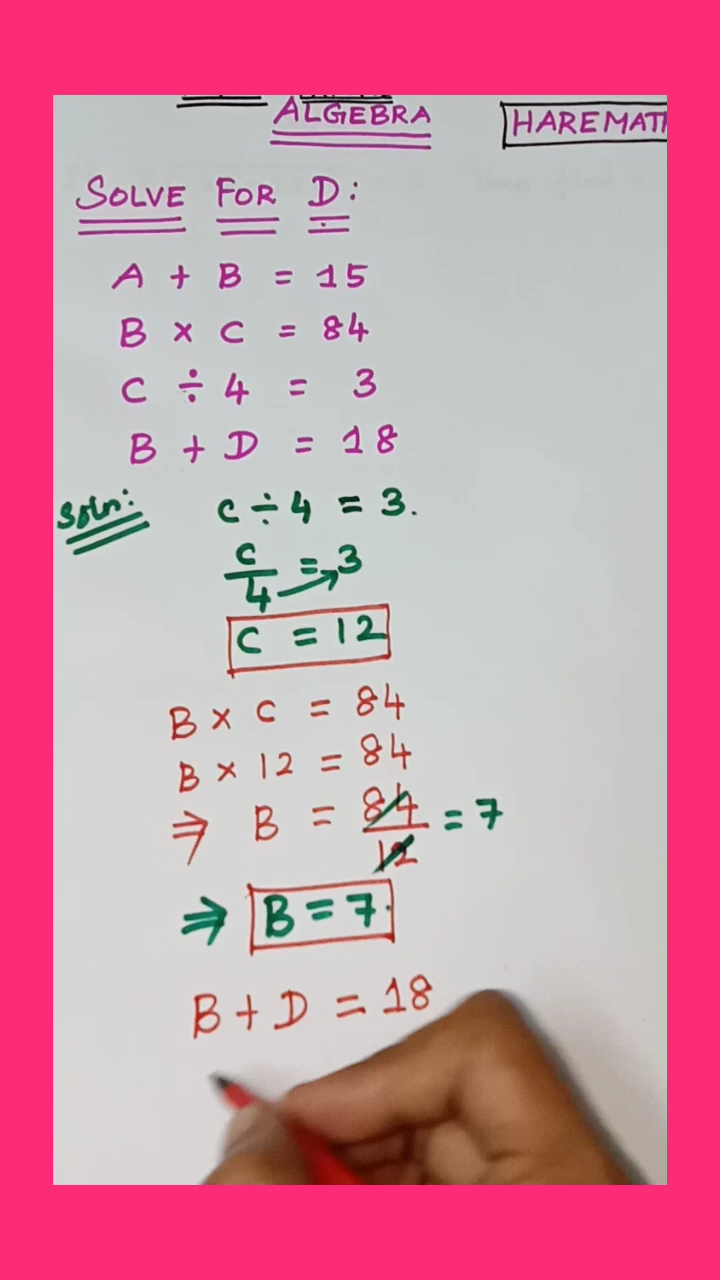 ALGEBRA
HAREMATH
SOLVE FOR D:
A + B = 15
B × C = 84
C ÷ 4 = 3
B + D = 18
Soln: C ÷ 4 = 3.
C/4 = 3
C = 12
B × C = 84
B × 12 = 84
⇒ B = 84/12 = 7
⇒ B = 7.
B + D = 18